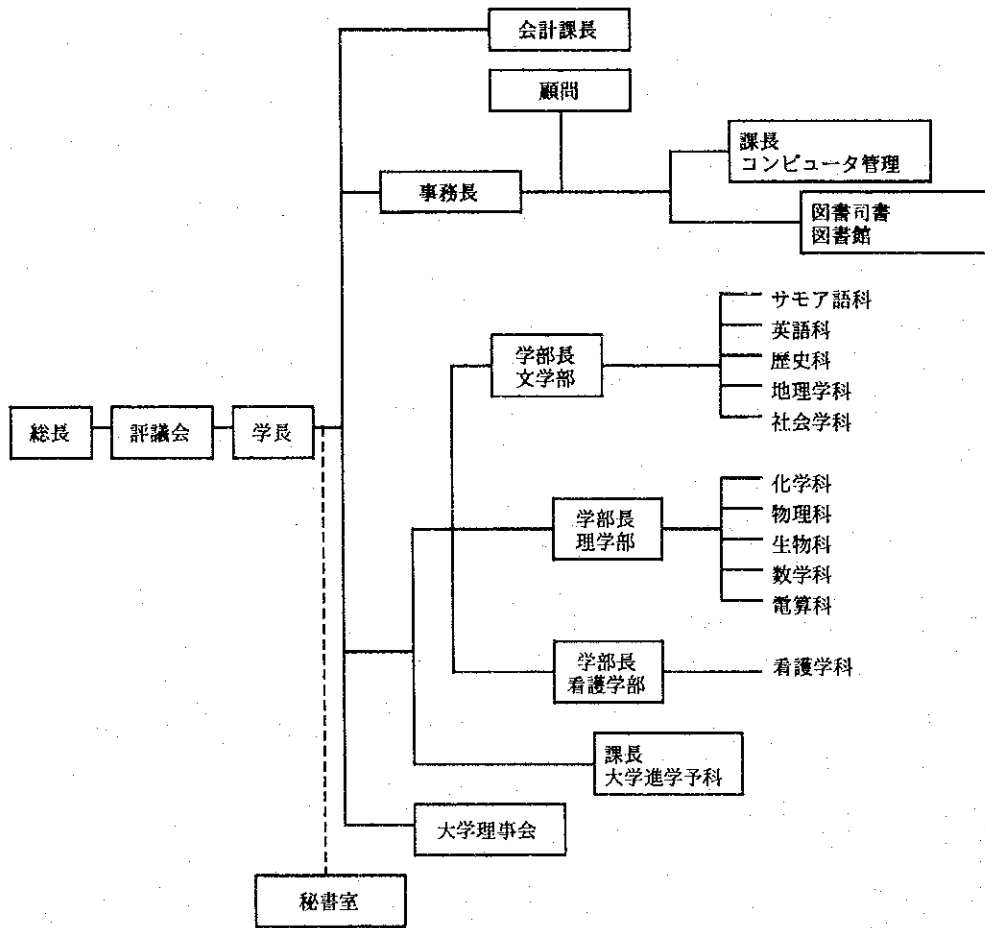 会計課長
顧問
課長
コンピュータ管理
事務長
図書司書
図書館
サモア語科
英語科
学部長
文学部
歴史科
地理学科
社会学科
総長
評議会
学長
化学科
物理科
学部長
理学部
生物科
数学科
電算科
学部長
看護学部
看護学科
課長
大学進学予科
大学理事会
秘書室